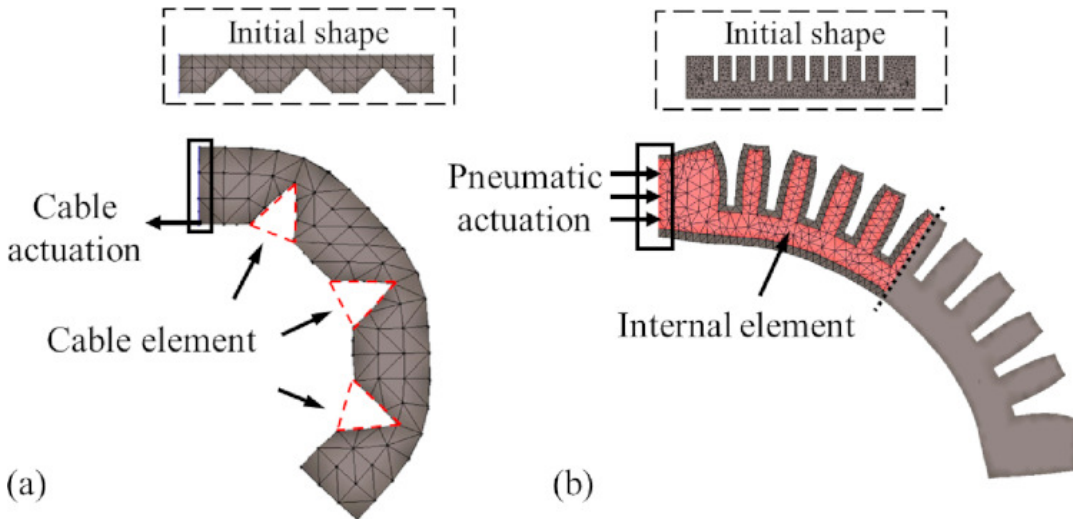 Initial shape
Cable
actuation
Cable element
(a)
Initial shape
Pneumatic
actuation
Internal element
(b)